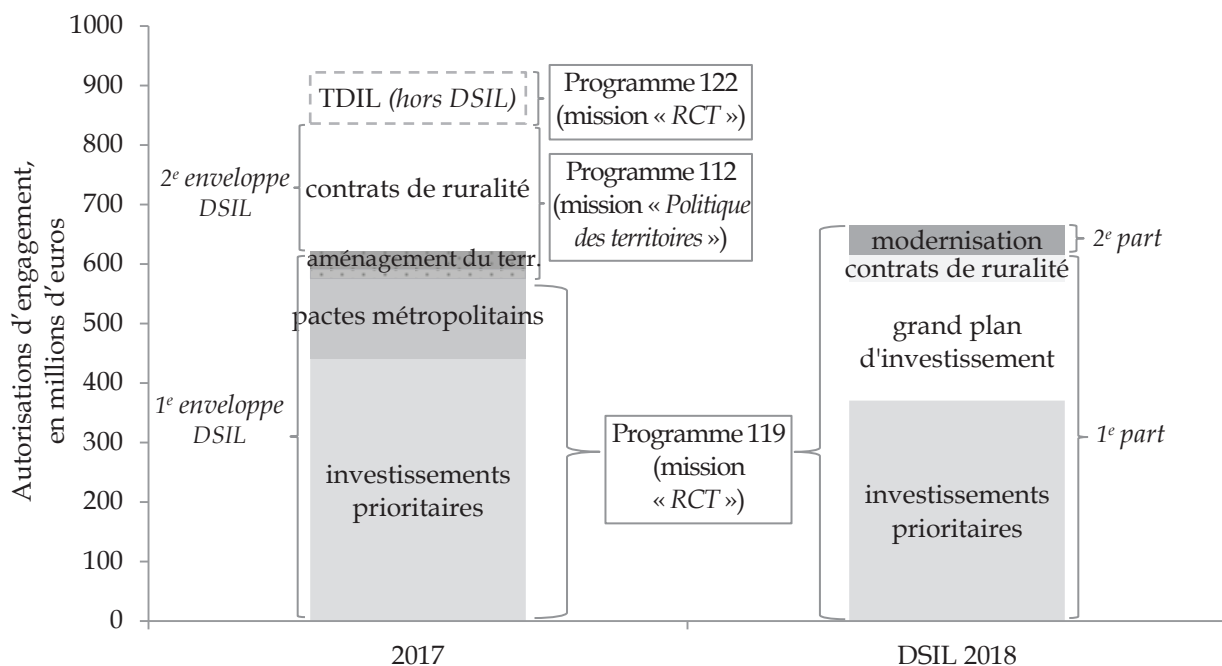 Autorisations d'engagement,
en millions d'euros
1000
900
800
700
600
500
400
300
200
100
0
2e enveloppe
DSIL
1e enveloppe
DSIL
TDIL (hors DSIL)
contrats de ruralité
aménagement du terr.
pactes métropolitains
investissements
prioritaires
Programme 122
(mission « RCT »)
Programme 112
(mission « Politique
des territoires »)
Programme 119
(mission
« RCT »)
modernisation
contrats de ruralité
grand plan
d'investissement
investissements
prioritaires
2e part
1e part
2017
DSIL 2018